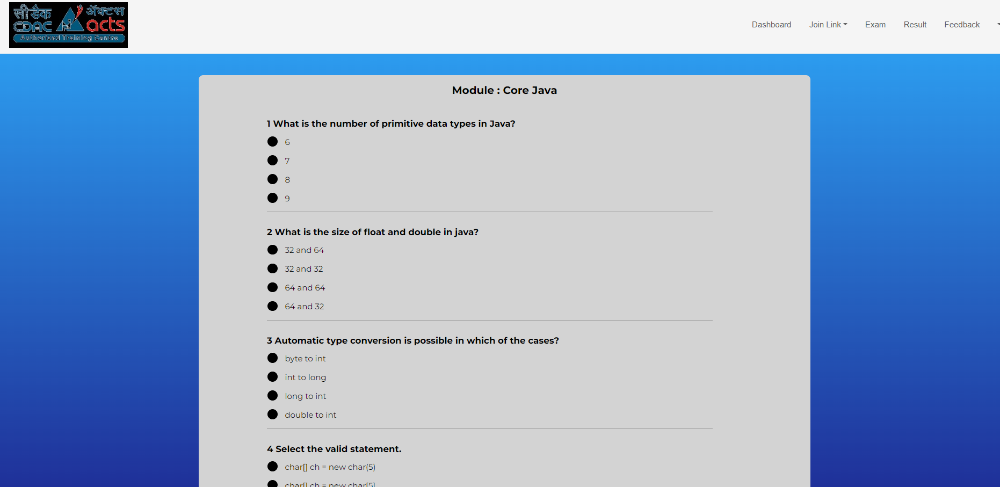 सी डैक
ॲक्टस
CDAC
acts
Authorized Training Centre
Dashboard
Join Link
Exam
Result
Feedback
Module : Core Java
1 What is the number of primitive data types in Java?
6
7
8
9
2 What is the size of float and double in java?
32 and 64
32 and 32
64 and 64
64 and 32
3 Automatic type conversion is possible in which of the cases?
byte to int
int to long
long to int
double to int
4 Select the valid statement.
char[] ch = new char(5)
char[] ch = new char[5]